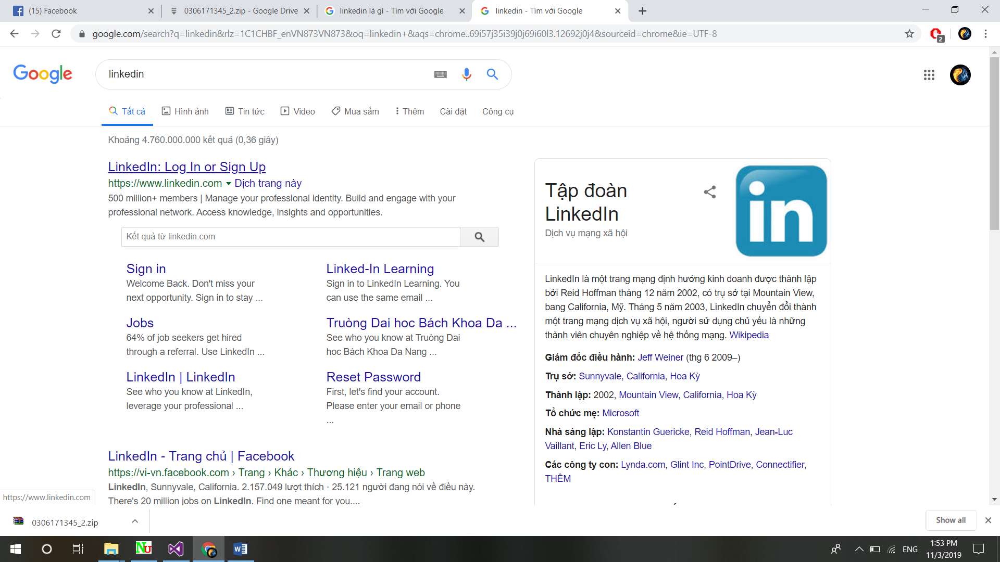 (15) Facebook
0306171345_2.zip - Google Drive
linkedin là gì - Tìm với Google
linkedin - Tìm với Google
google.com/search?q=linkedin&rlz=1C1CHBF_enVN873VN873&oq=linkedin+&aqs=chrome..69i57j35i39j0j69i60l3.12692j0j4&sourceid=chrome&ie=UTF-8
2
Google
linkedin
Tất cả
Hình ảnh
Tin tức
Video
Mua sắm
Thêm
Cài đặt
Công cụ
Khoảng 4.760.000.000 kết quả (0,36 giây)
LinkedIn: Log In or Sign Up
https://www.linkedin.com Dịch trang này
500 million+ members | Manage your professional identity. Build and engage with your
professional network. Access knowledge, insights and opportunities.
Kết quả từ linkedin.com
Sign in
Welcome Back. Don't miss your
next opportunity. Sign in to stay ...
Linked-In Learning
Sign in to LinkedIn Learning. You
can use the same email ...
Jobs
64% of job seekers get hired
through a referral. Use LinkedIn ...
Truòng Dai hoc Bách Khoa Da ...
See who you know at Truòng Dai
hoc Bách Khoa Da Nang ...
LinkedIn | LinkedIn
See who you know at LinkedIn,
leverage your professional ...
Reset Password
First, let's find your account.
Please enter your email or phone
...
LinkedIn - Trang chủ | Facebook
https://vi-vn.facebook.com › Trang › Khác › Thương hiệu › Trang web
LinkedIn, Sunnyvale, California. 2.157.049 lượt thích · 25.121 người đang nói về điều này.
There's 20 million jobs on LinkedIn. Find one meant for you....
Tập đoàn
LinkedIn
Dịch vụ mạng xã hội
in
LinkedIn là một trang mạng định hướng kinh doanh được thành lập
bởi Reid Hoffman tháng 12 năm 2002, có trụ sở tại Mountain View,
bang California, Mỹ. Tháng 5 năm 2003, LinkedIn chuyển đổi thành
một trang mạng dịch vụ xã hội, người sử dụng chủ yếu là những
thành viên chuyên nghiệp về hệ thống mạng. Wikipedia
Giám đốc điều hành: Jeff Weiner (thg 6 2009–)
Trụ sở: Sunnyvale, California, Hoa Kỳ
Thành lập: 2002, Mountain View, California, Hoa Kỳ
Tổ chức mẹ: Microsoft
Nhà sáng lập: Konstantin Guericke, Reid Hoffman, Jean-Luc
Vaillant, Eric Ly, Allen Blue
Các công ty con: Lynda.com, Glint Inc, PointDrive, Connectifier,
THÊM
https://www.linkedin.com
0306171345_2.zip
Show all
Nu
W
ENG
1:53 PM
11/3/2019